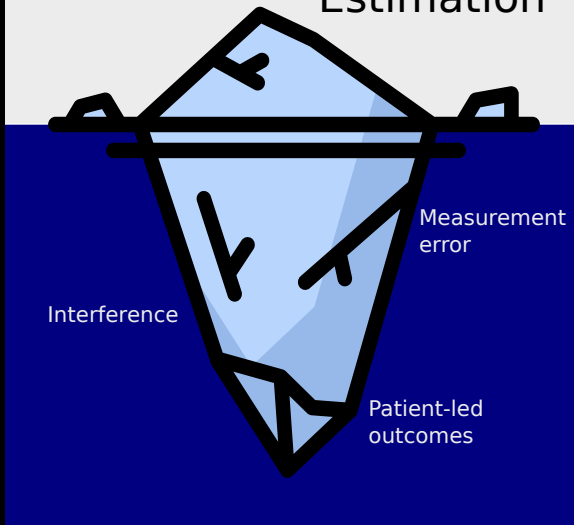 Estimation
Measurement
error
Interference
Patient-led
outcomes